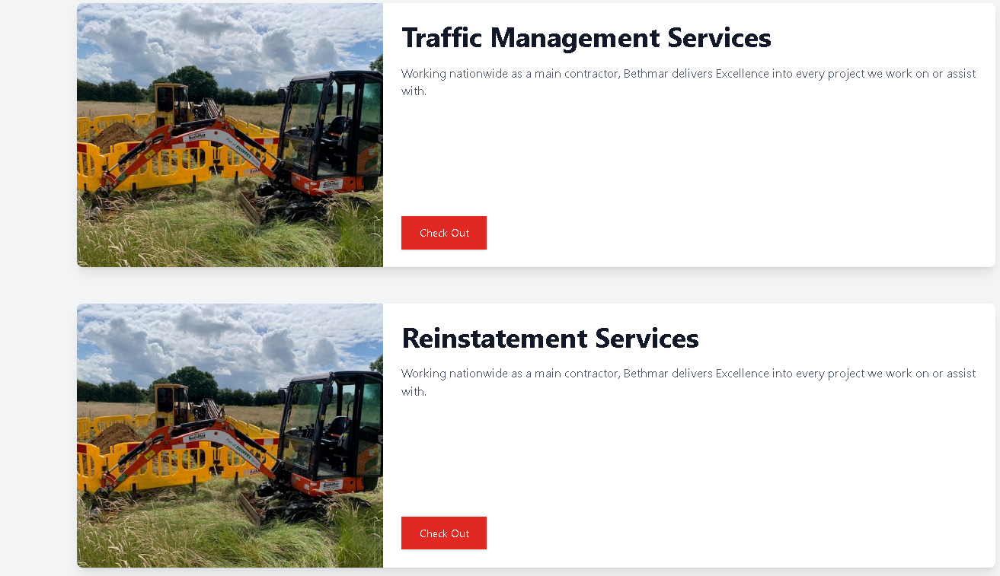 Traffic Management Services
Working nationwide as a main contractor, Bethmar delivers Excellence into every project we work on or assist
with.
Check Out
Reinstatement Services
Working nationwide as a main contractor, Bethmar delivers Excellence into every project we work on or assist
with.
Check Out